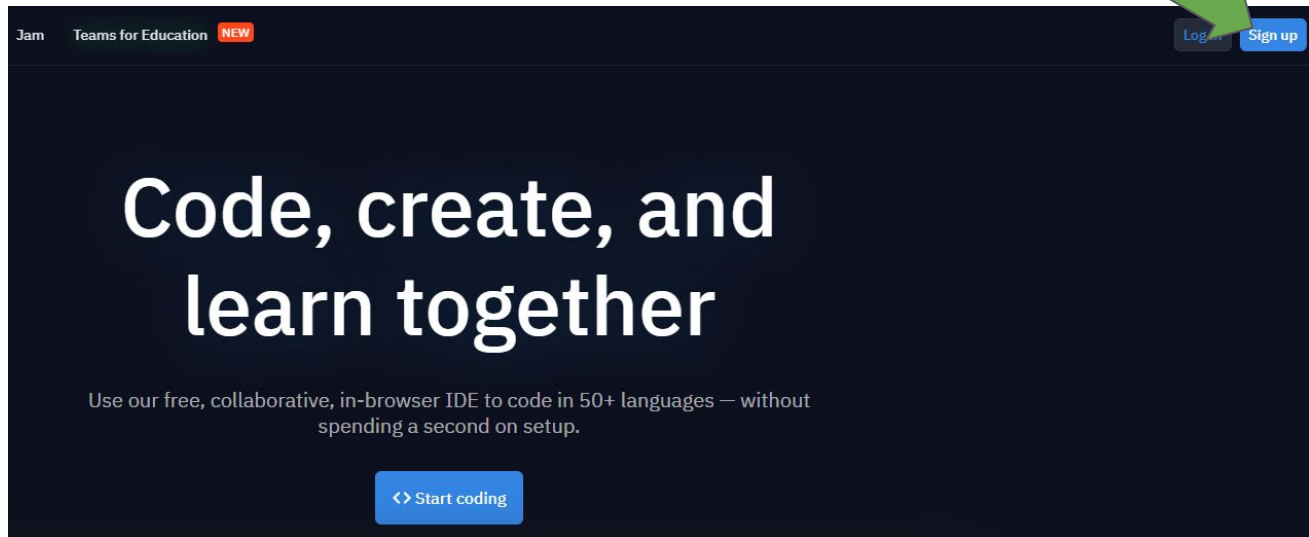 Jam Teams for Education NEW Sign up
Code, create, and
learn together
Use our free, collaborative, in-browser IDE to code in 50+ languages — without
spending a second on setup.
<> Start coding